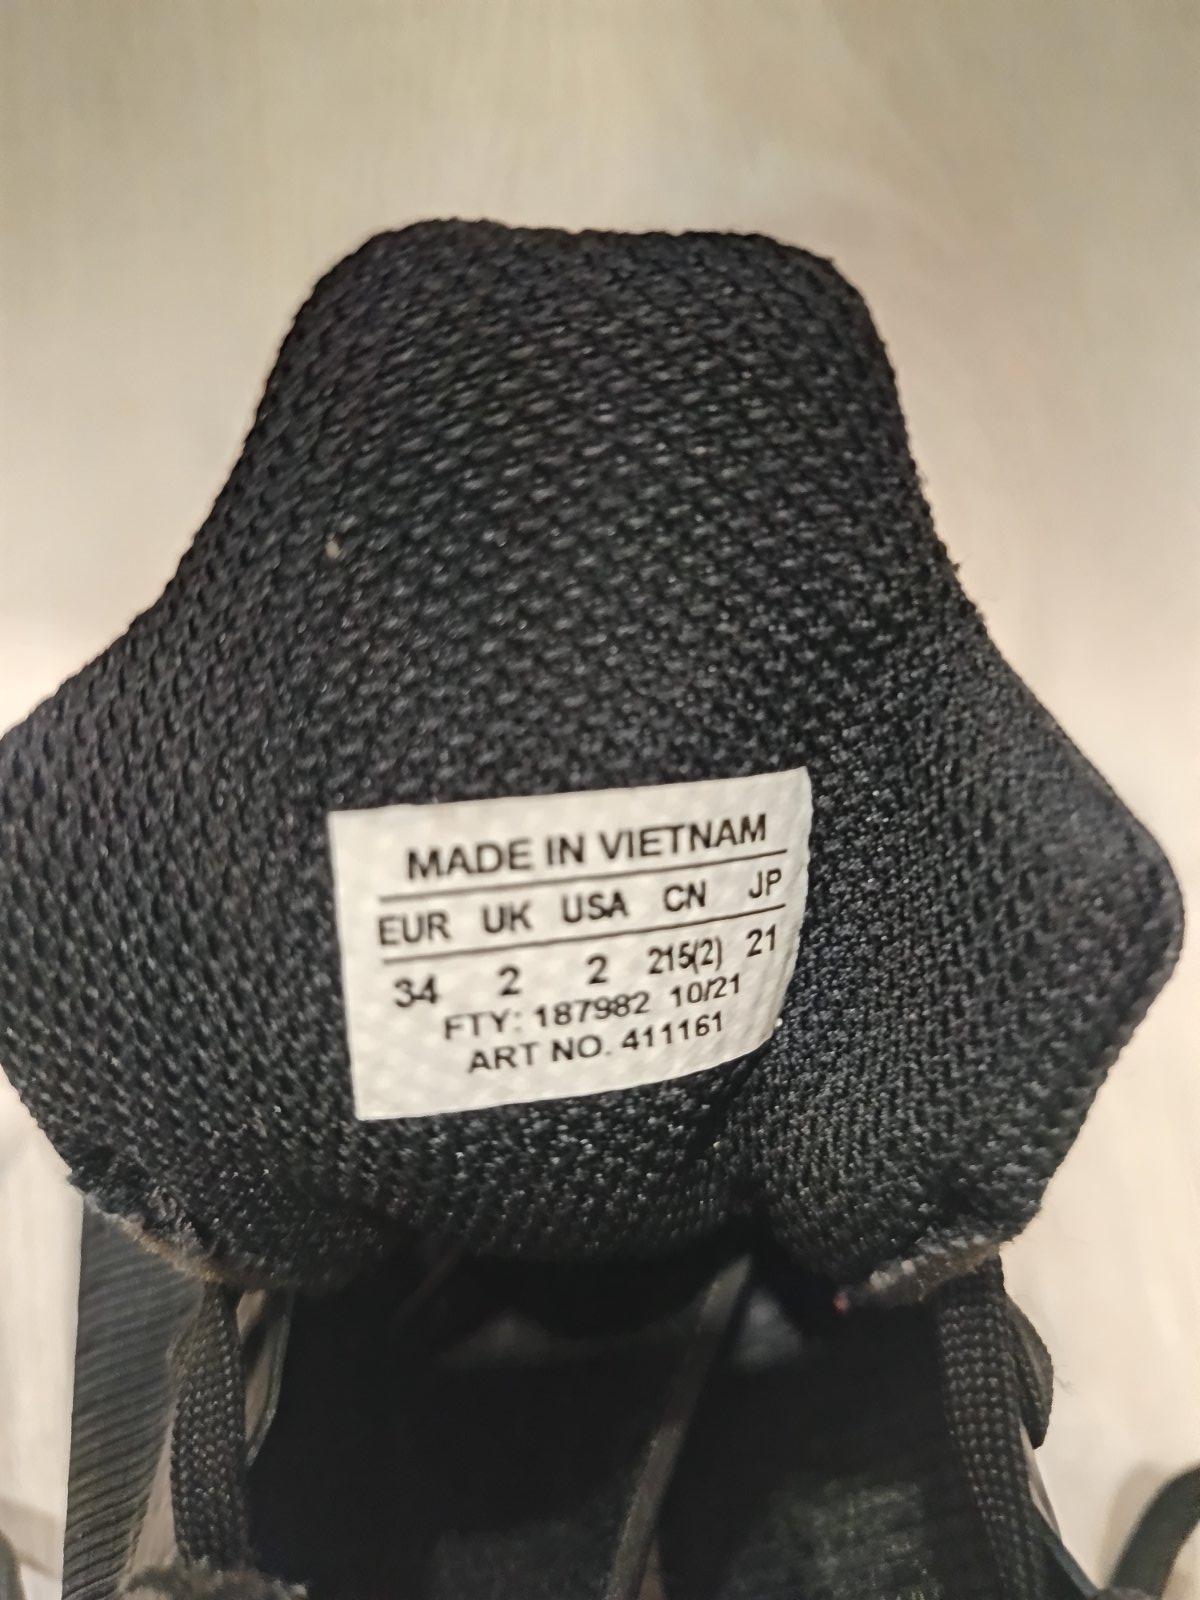 MADE IN VIETNAM
EUR UK USA CN JP
34 2 2 215(2) 21
FTY: 187982 10/21
ART NO. 411161